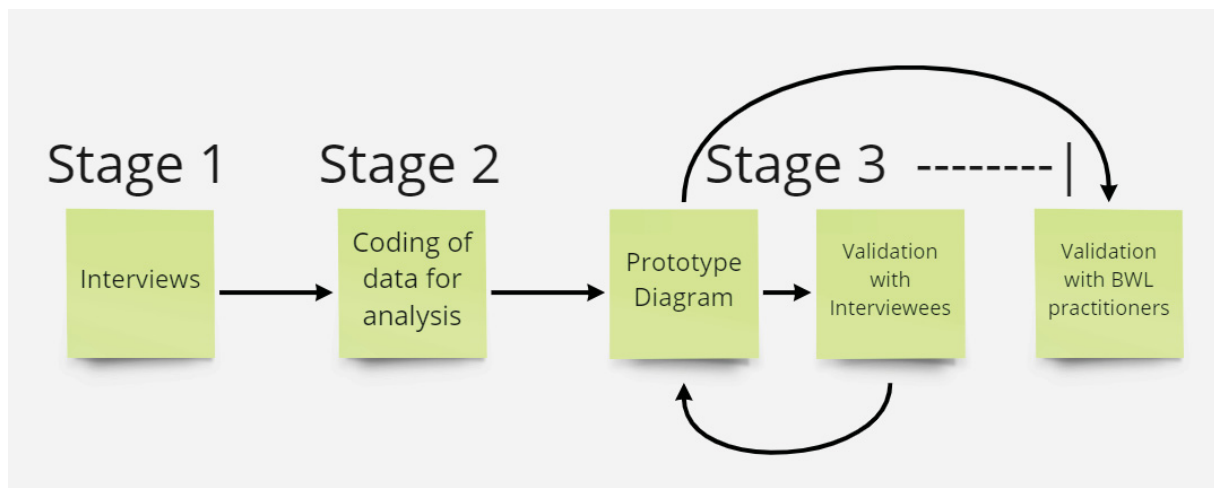 Stage 1
Stage 2
Stage 3 --------|
Interviews
Coding of
data for
analysis
Prototype
Diagram
Validation
with
Interviewees
Validation
with BWL
practitioners